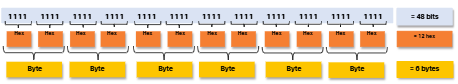 1111 1111 1111 1111 1111 1111 1111 1111 1111 1111 1111 1111 = 48 bits
Hex Hex Hex Hex Hex Hex Hex Hex Hex Hex Hex Hex = 12 hex
Byte Byte Byte Byte Byte Byte = 6 bytes